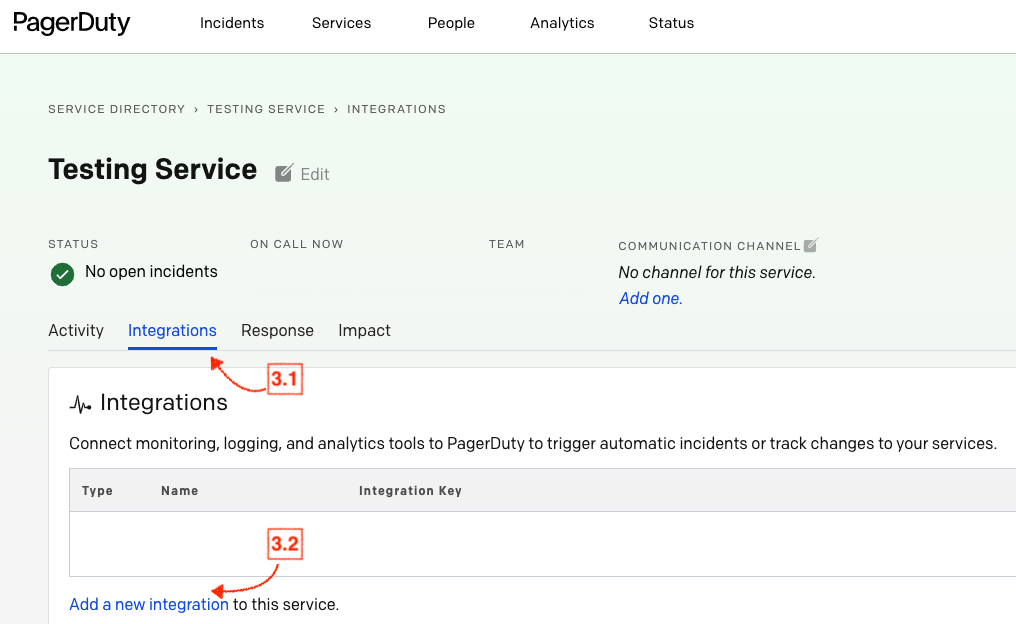 PagerDuty Incidents Services People Analytics Status
SERVICE DIRECTORY › TESTING SERVICE › INTEGRATIONS
Testing Service Edit
STATUS ON CALL NOW TEAM COMMUNICATION CHANNEL
No open incidents No channel for this service.
Add one.
Activity Integrations Response Impact
3.1
Integrations
Connect monitoring, logging, and analytics tools to PagerDuty to trigger automatic incidents or track changes to your services.
Type Name Integration Key
3.2
Add a new integration to this service.